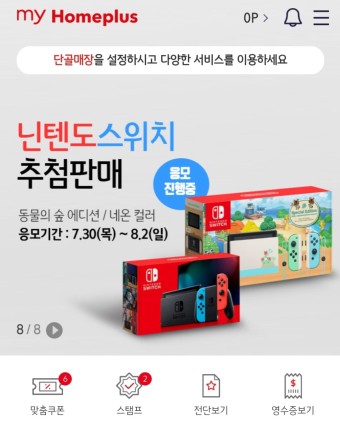 my Homeplus
0P >
단골매장을 설정하시고 다양한 서비스를 이용하세요
닌텐도스위치
추첨판매
응모
진행중
동물의 숲 에디션 / 네온 컬러
응모기간 : 7.30(목) ~ 8.2(일)
NINTENDO
SWITCH
8 / 8
6
맞춤쿠폰
2
스탬프
전단보기
영수증보기